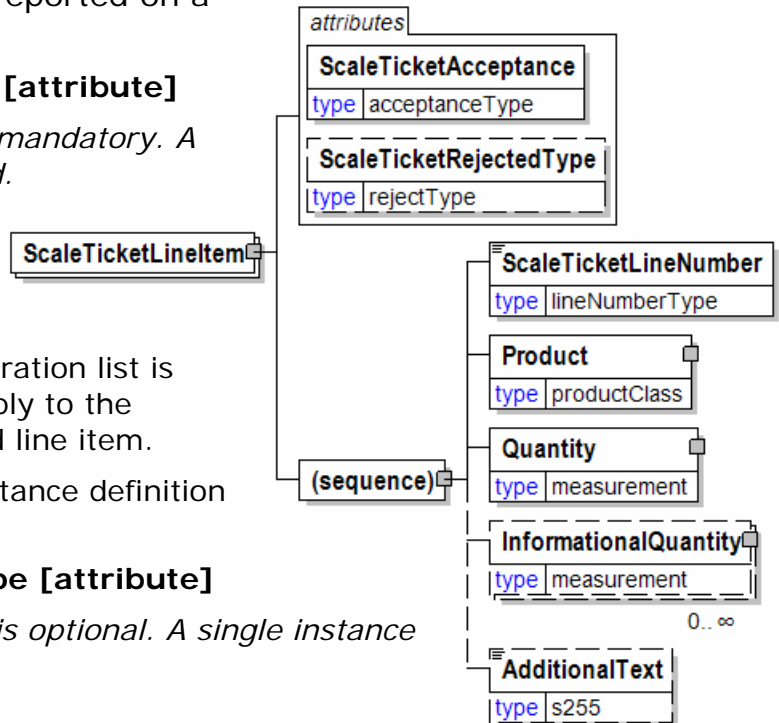 eported on a
[attribute]
mandatory. A
d.
ration list is
ply to the
d line item.
tance definition
pe [attribute]
is optional. A single instance
attributes
ScaleTicketAcceptance
type acceptanceType
ScaleTicketRejectedType
type rejectType
ScaleTicketLineItem
(sequence)
ScaleTicketLineNumber
type lineNumberType
Product
type productClass
Quantity
type measurement
InformationalQuantity
type measurement
0.. ∞
AdditionalText
type s255